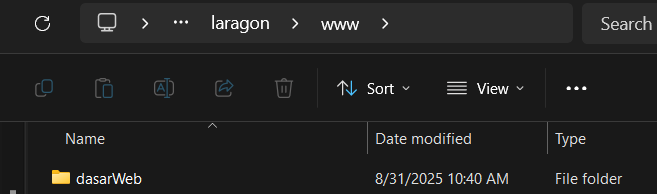 laragon www Search
Sort View
Name Date modified Type
dasarWeb 8/31/2025 10:40 AM File folder